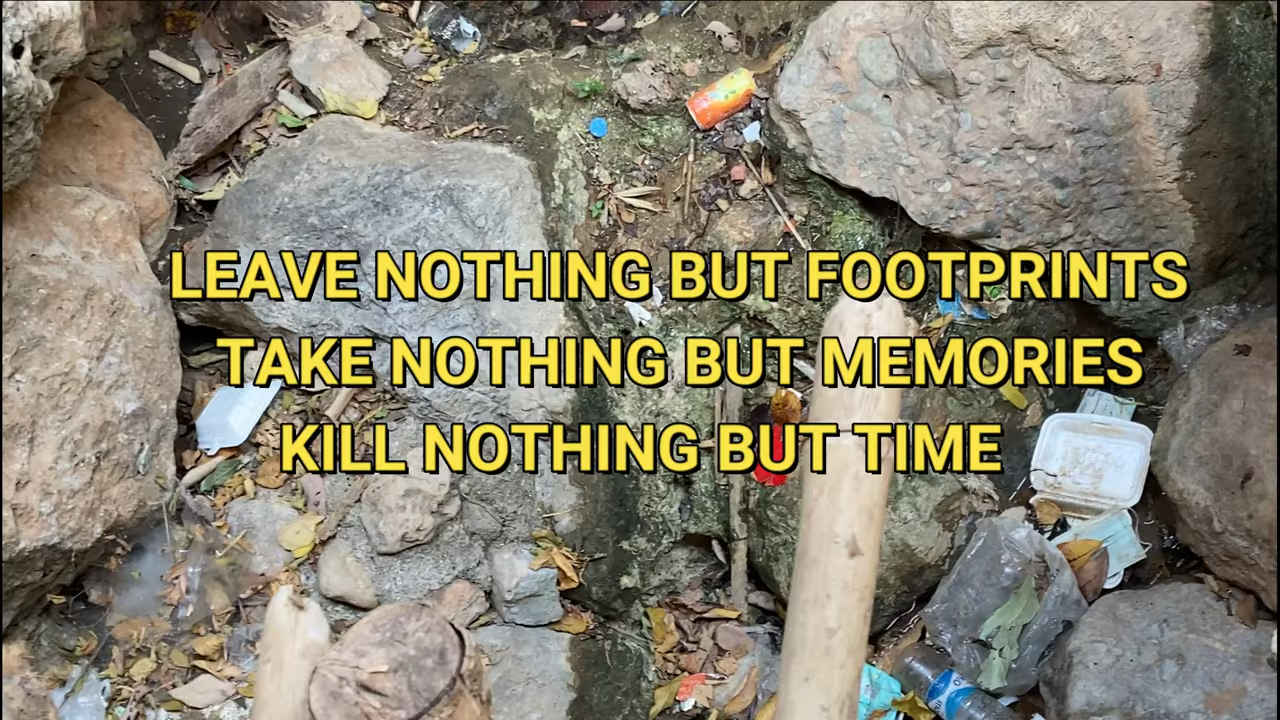 LEAVE NOTHING BUT FOOTPRINTS
TAKE NOTHING BUT MEMORIES
KILL NOTHING BUT TIME